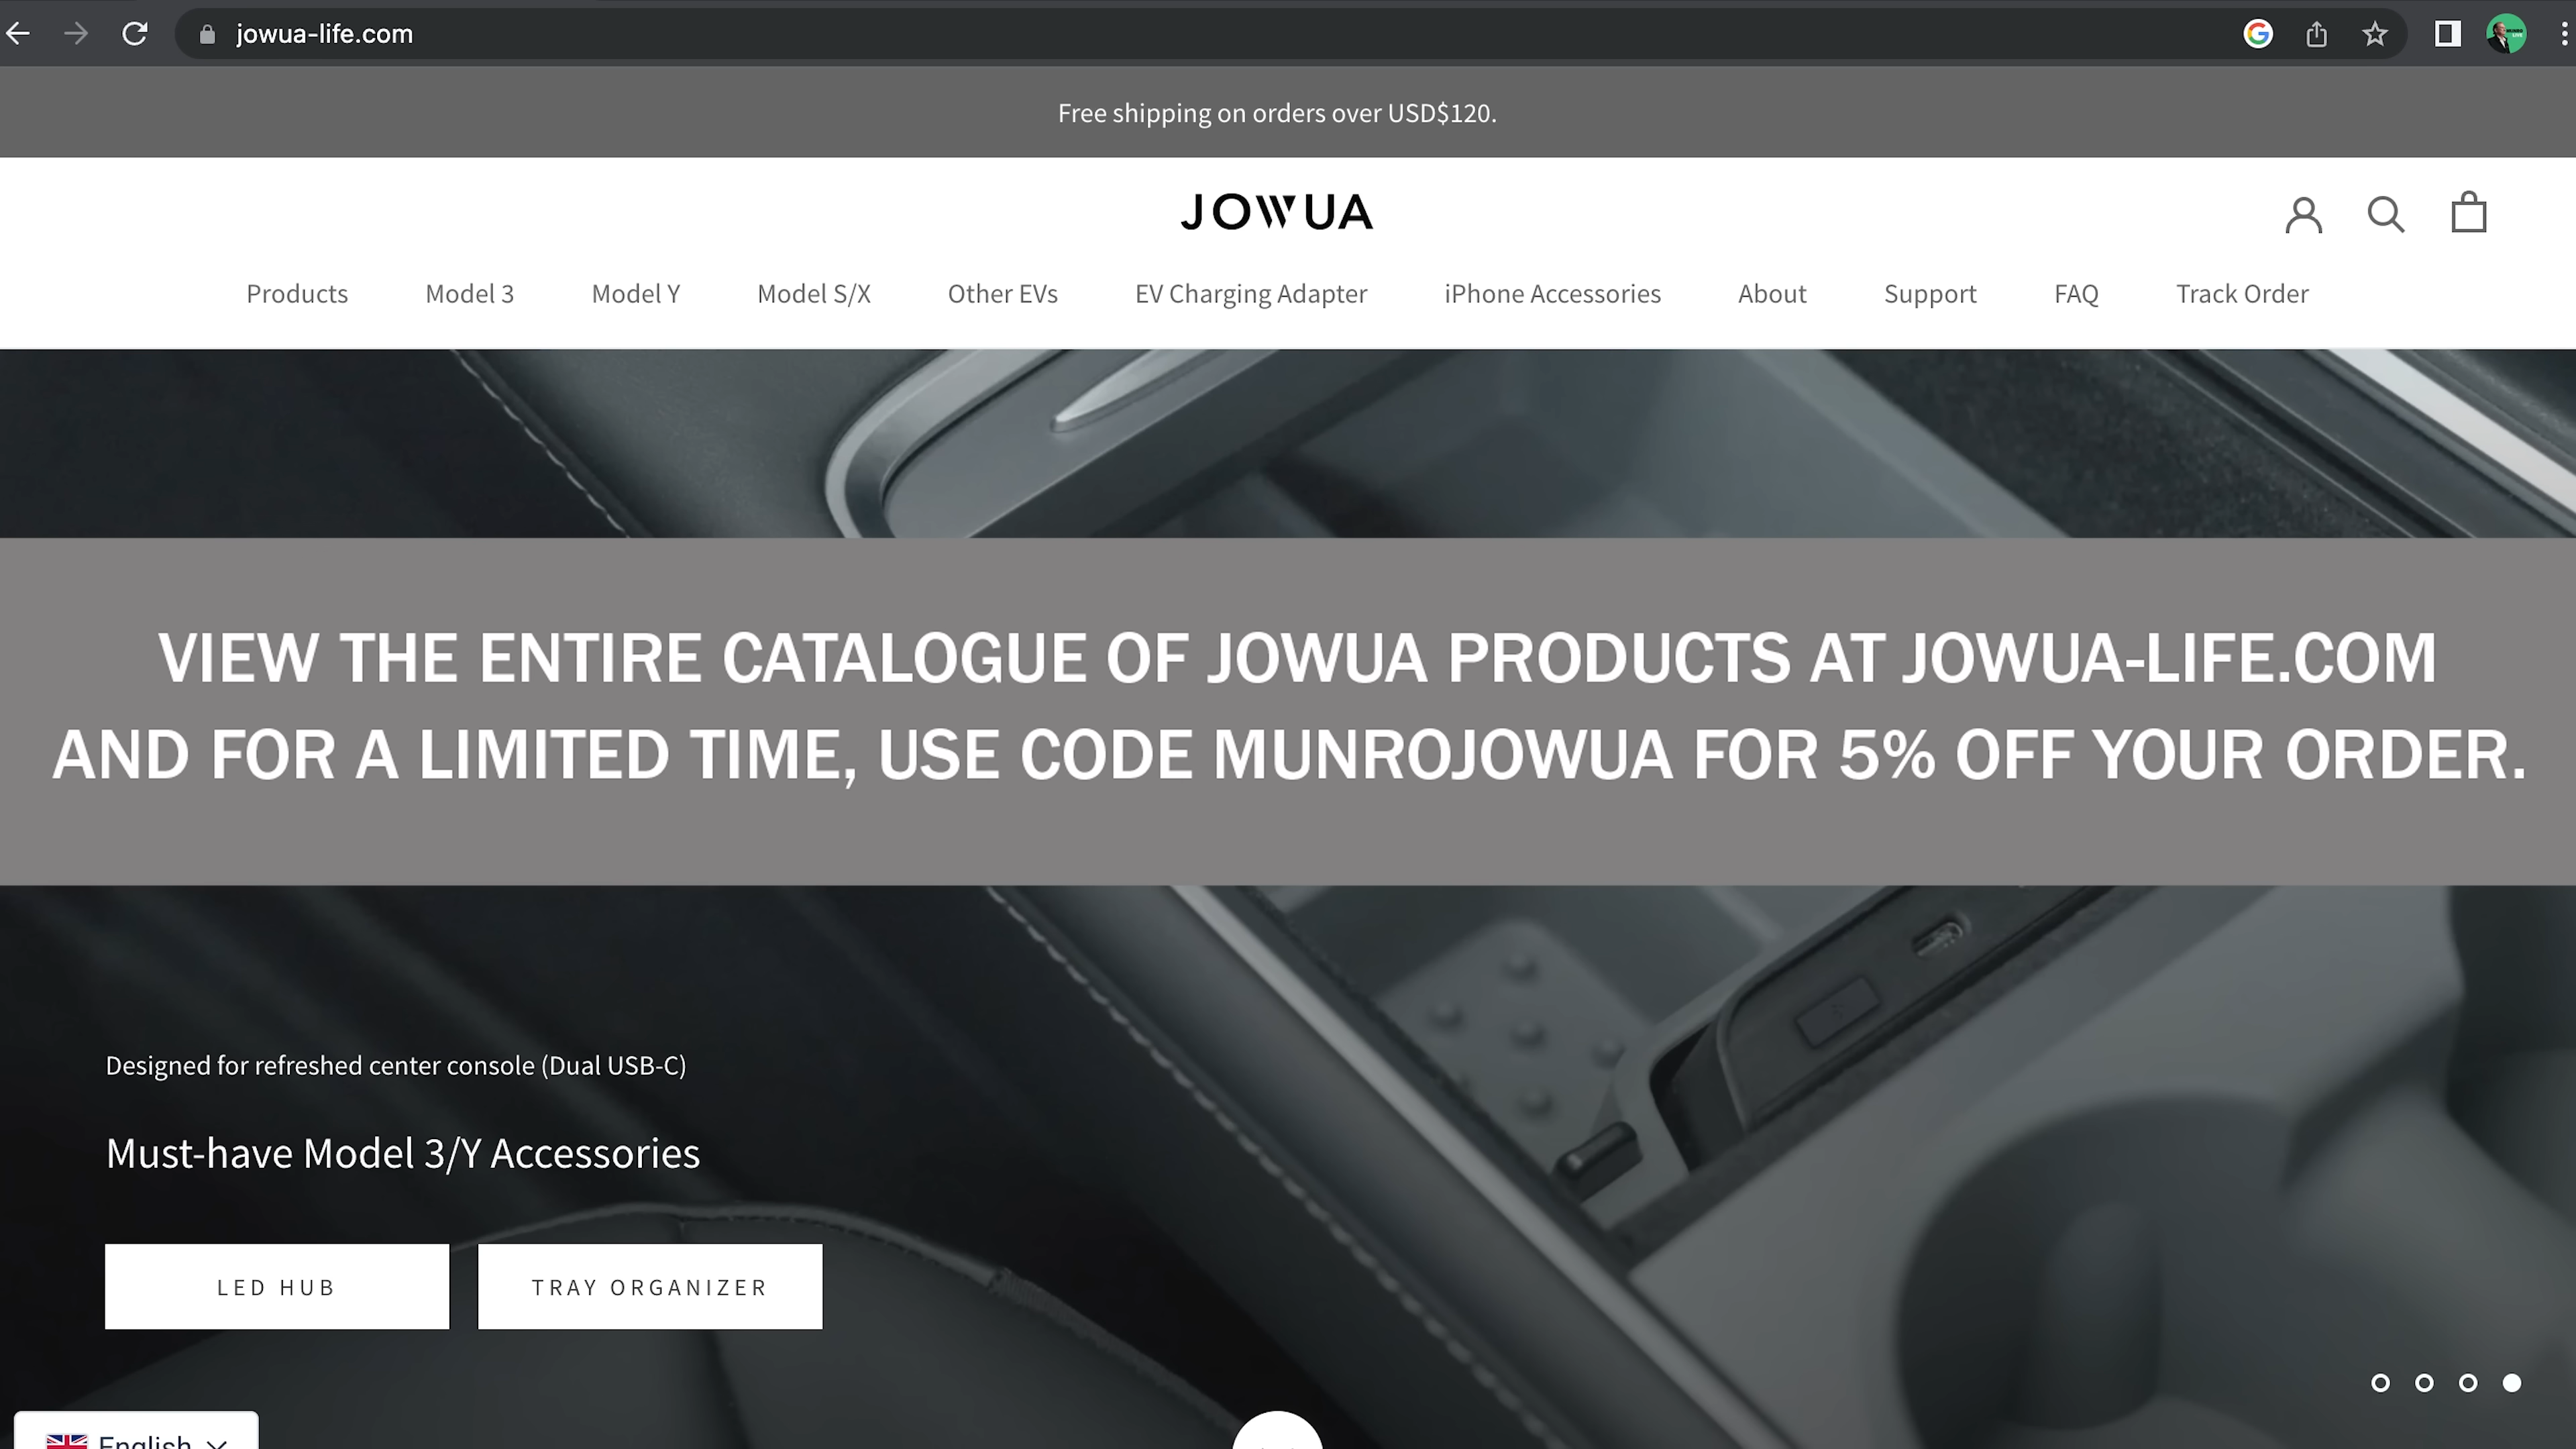 jowua-life.com
Free shipping on orders over USD$120.
JOWUA
Products Model 3 Model Y Model S/X Other EVs EV Charging Adapter iPhone Accessories About Support FAQ Track Order
VIEW THE ENTIRE CATALOGUE OF JOWUA PRODUCTS AT JOWUA-LIFE.COM
AND FOR A LIMITED TIME, USE CODE MUNROJOWUA FOR 5% OFF YOUR ORDER.
Designed for refreshed center console (Dual USB-C)
Must-have Model 3/Y Accessories
LED HUB TRAY ORGANIZER
English